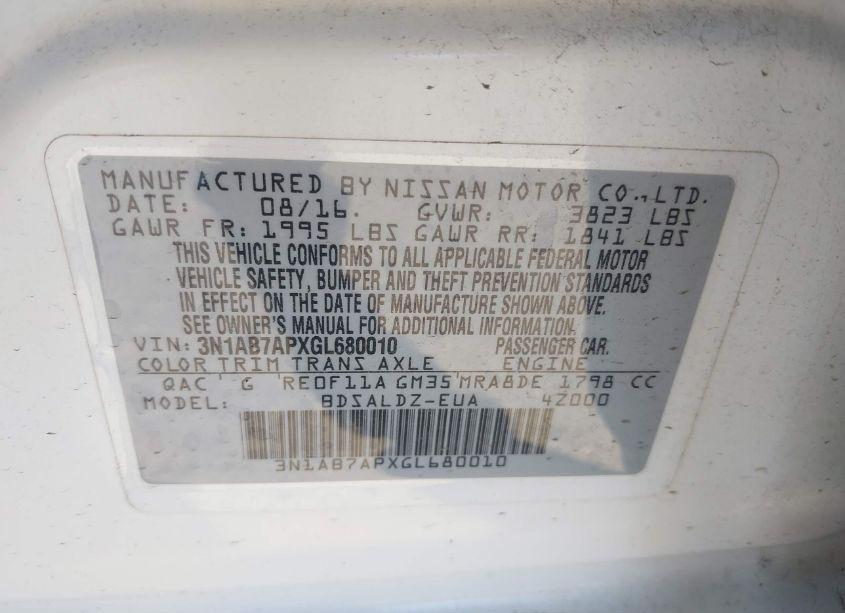 MANUFACTURED BY NISSAN MOTOR CO., LTD.
DATE: 08/16. GVWR: 3823 LBS
GAWR FR: 1995 LBS GAWR RR: 1841 LBS
THIS VEHICLE CONFORMS TO ALL APPLICABLE FEDERAL MOTOR
VEHICLE SAFETY, BUMPER AND THEFT PREVENTION STANDARDS
IN EFFECT ON THE DATE OF MANUFACTURE SHOWN ABOVE.
SEE OWNER'S MANUAL FOR ADDITIONAL INFORMATION.
VIN: 3N1AB7APXGL680010 PASSENGER CAR.
COLOR TRIM TRANS AXLE ENGINE
QAC G RE0F11A GM35 MRA8DE 1798 CC
MODEL: BDSALDZ-EUA 4Z000
3N1AB7APXGL680010